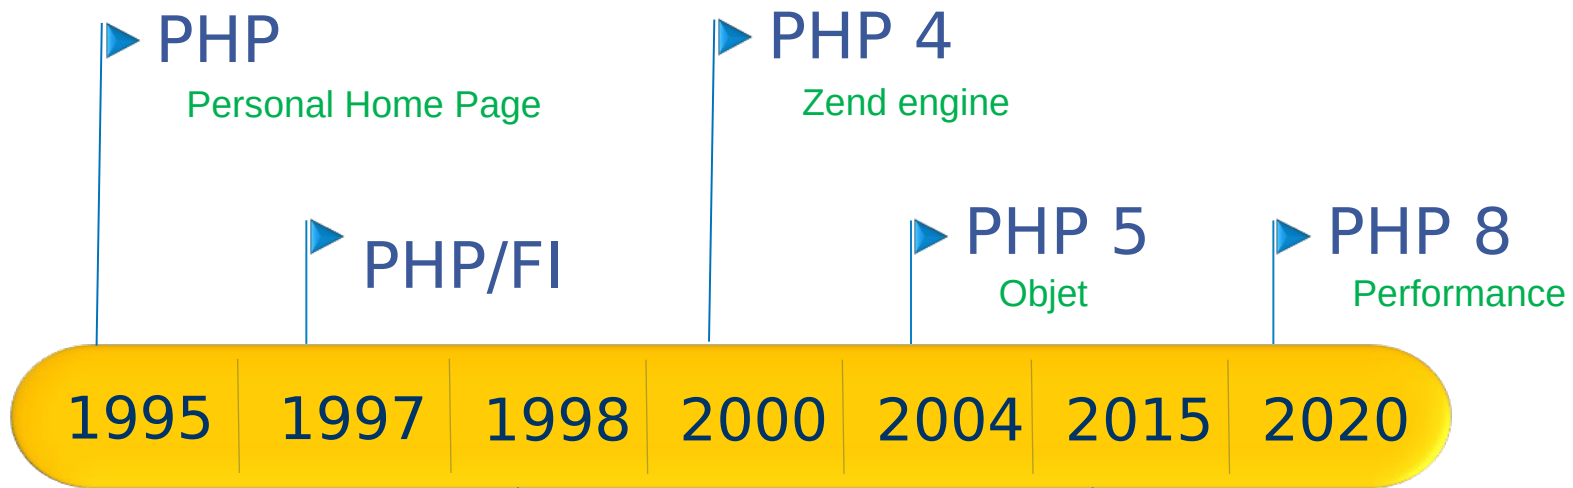 PHP
Personal Home Page
PHP 4
Zend engine
PHP/FI
PHP 5
Objet
PHP 8
Performance
1995
1997
1998
2000
2004
2015
2020